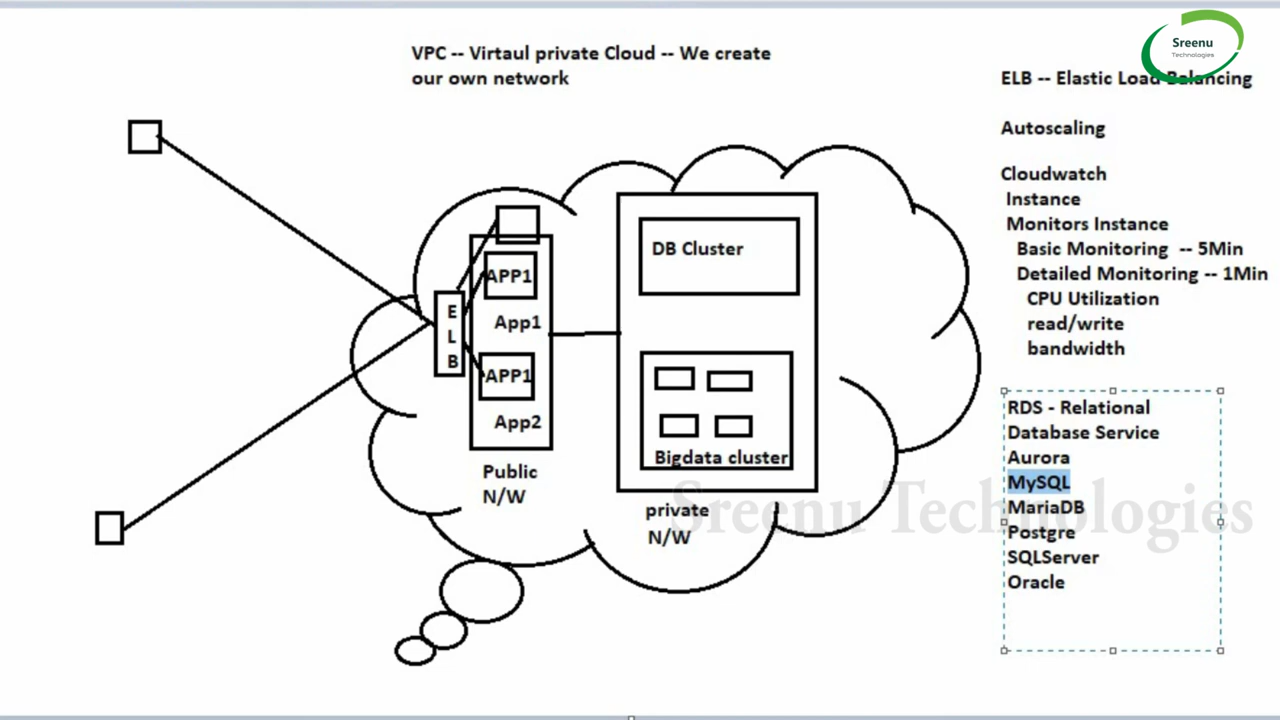 VPC -- Virtaul private Cloud -- We create
our own network
Sreenu
Technologies
ELB -- Elastic Load Balancing
Autoscaling
Cloudwatch
Instance
Monitors Instance
Basic Monitoring -- 5Min
Detailed Monitoring -- 1Min
CPU Utilization
read/write
bandwidth
E
L
B
APP1
App1
APP1
App2
Public
N/W
DB Cluster
Bigdata cluster
private
N/W
RDS - Relational
Database Service
Aurora
MySQL
MariaDB
Postgre
SQLServer
Oracle
Sreenu Technologies